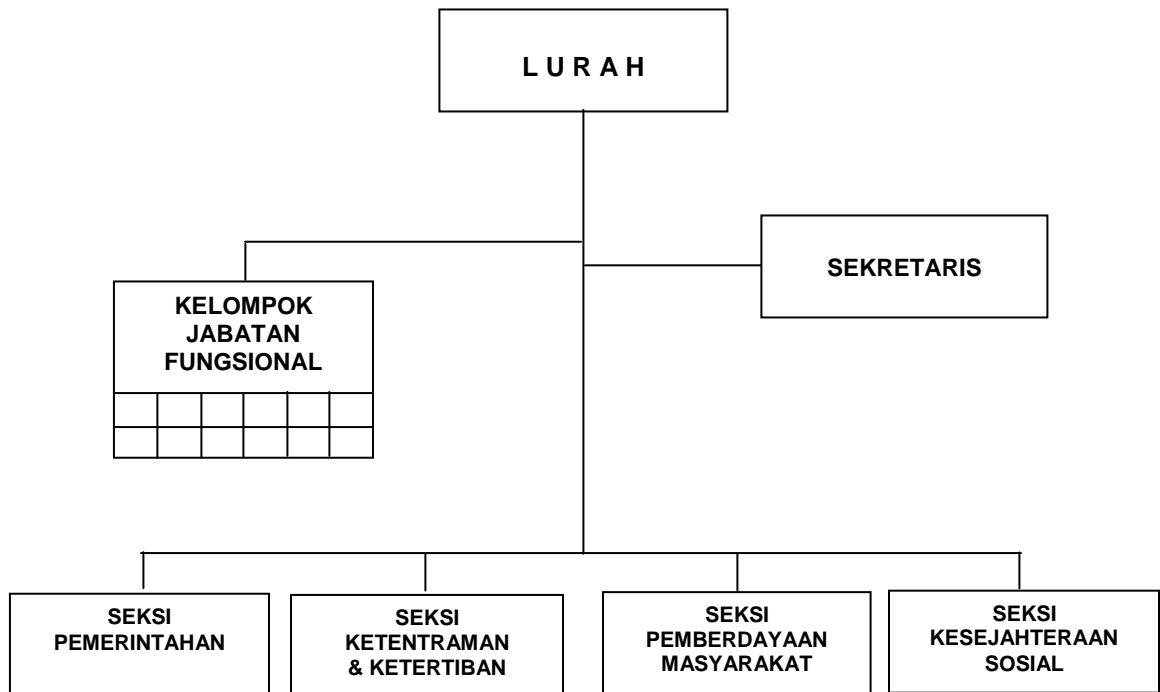 L U R A H
SEKRETARIS
KELOMPOK
JABATAN
FUNGSIONAL
SEKSI
PEMERINTAHAN
SEKSI
KETENTRAMAN
& KETERTIBAN
SEKSI
PEMBERDAYAAN
MASYARAKAT
SEKSI
KESEJAHTERAAN
SOSIAL